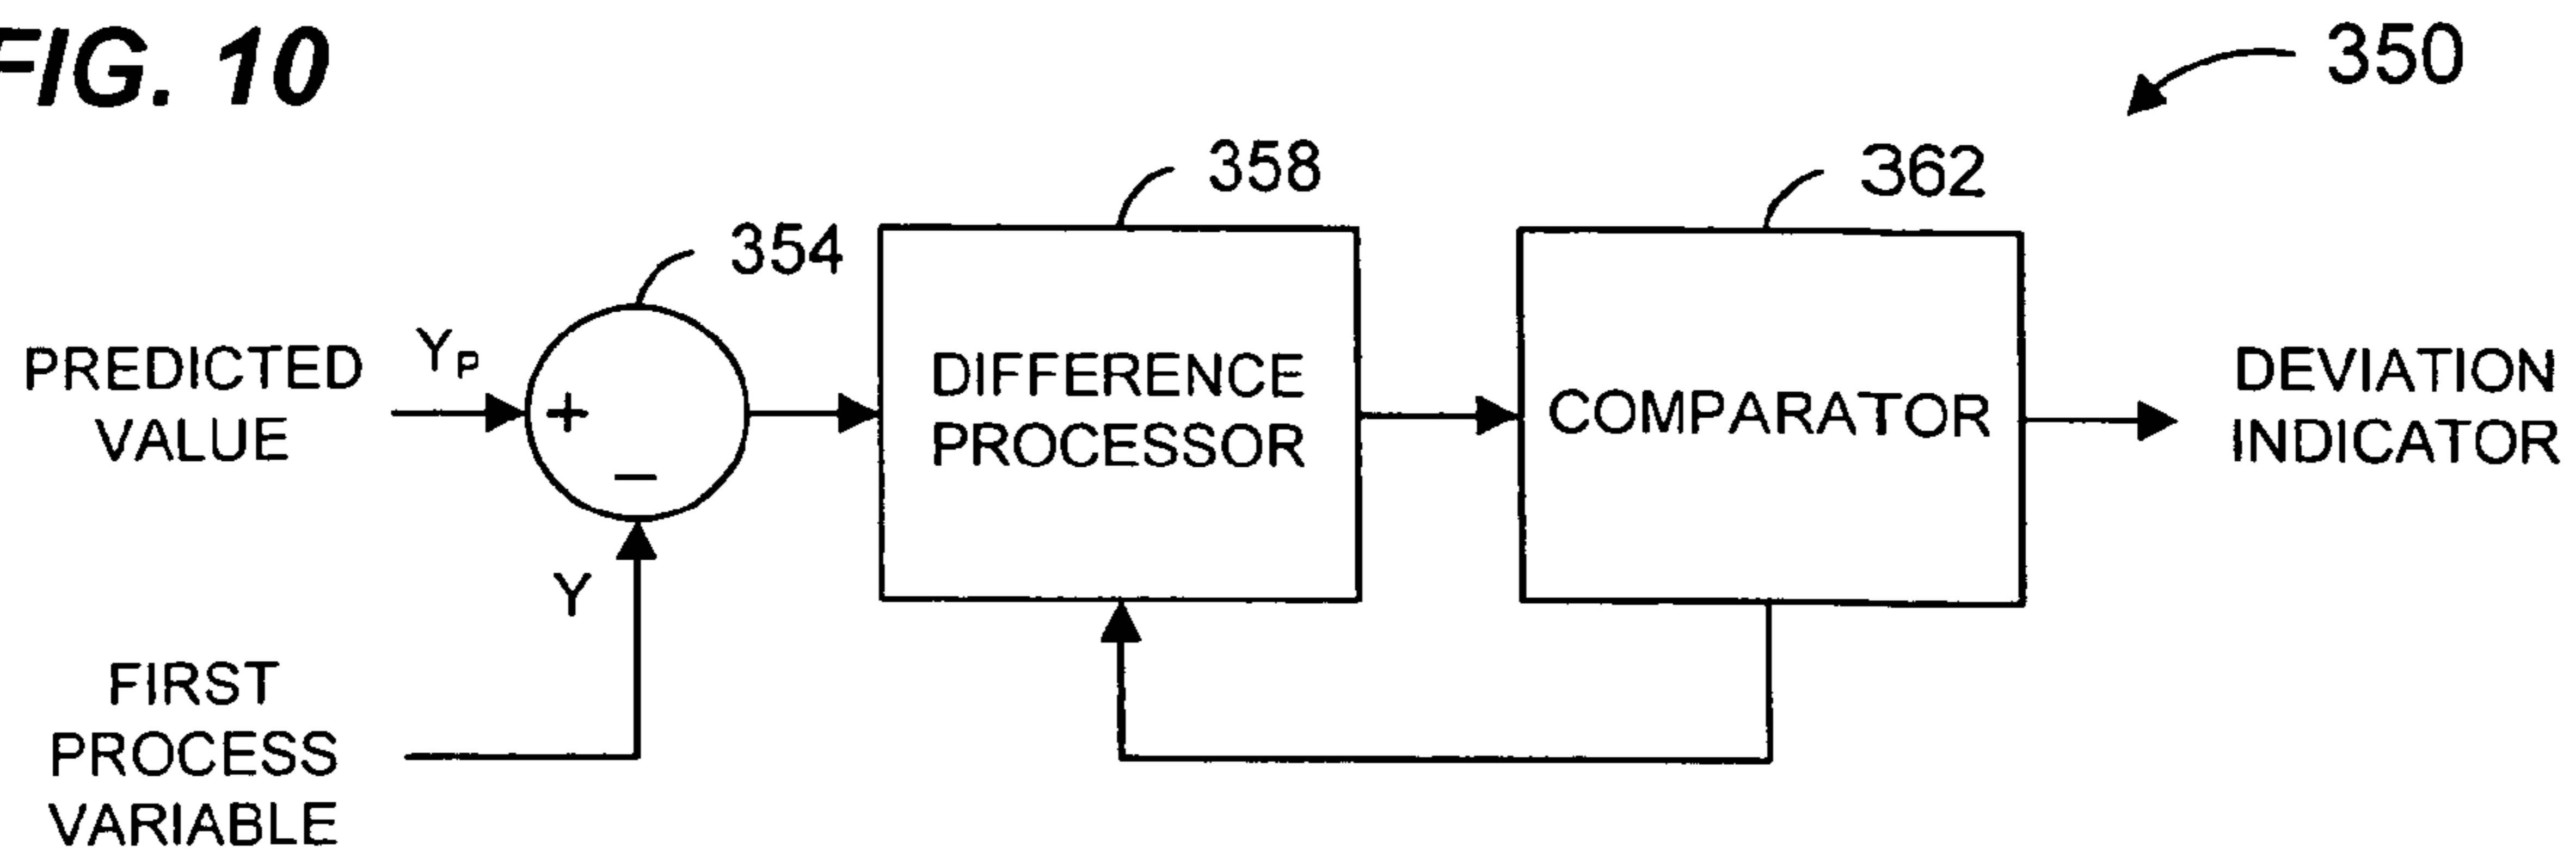 FIG. 10
350
358
362
354
PREDICTED
VALUE
YP
+
−
DIFFERENCE
PROCESSOR
COMPARATOR
DEVIATION
INDICATOR
Y
FIRST
PROCESS
VARIABLE